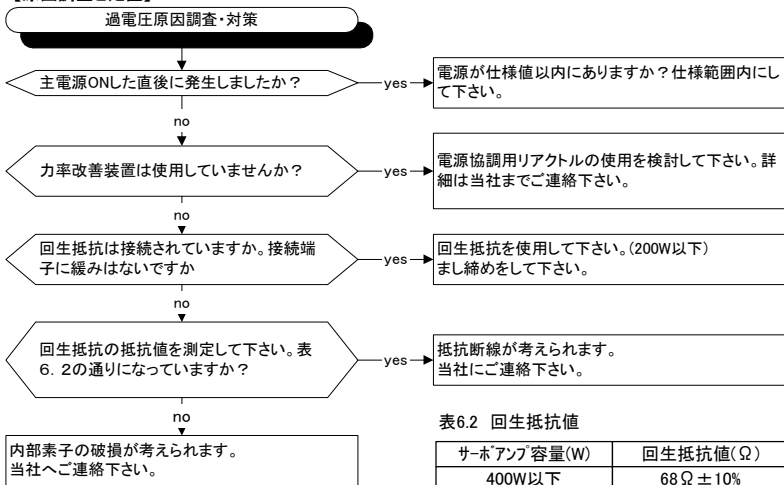 過電圧原因調査・対策
主電源ONした直後に発生しましたか？
yes
電源が仕様値以内にありますか？仕様範囲内にし
て下さい。
no
力率改善装置は使用していませんか？
yes
電源協調用リアクトルの使用を検討して下さい。詳
細は当社までご連絡下さい。
no
回生抵抗は接続されていますか。接続端
子に緩みはないですか
yes
回生抵抗を使用して下さい。(200W以下)
まし締めをして下さい。
no
回生抵抗の抵抗値を測定して下さい。表
６．２の通りになっていますか？
yes
抵抗断線が考えられます。
当社にご連絡下さい。
no
内部素子の破損が考えられます。
当社へご連絡下さい。
表6.2 回生抵抗値
ｻｰﾎﾞｱﾝﾌﾟ容量(W) 回生抵抗値(Ω)
400W以下 68Ω±10%